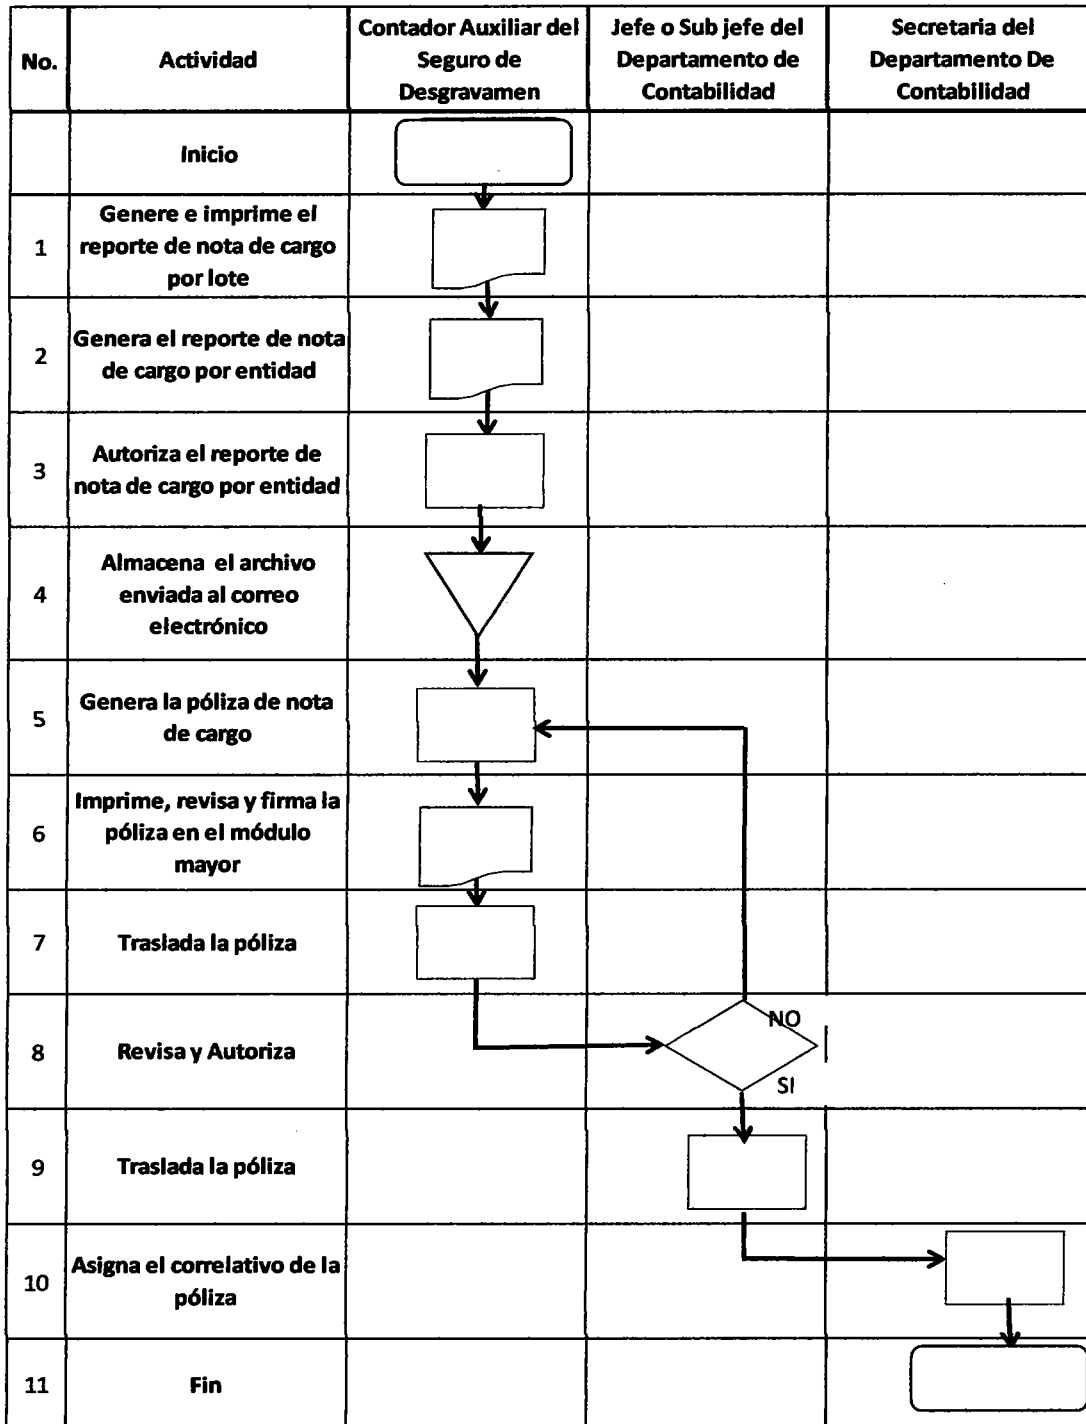 No.
Actividad
Contador Auxiliar del
Seguro de
Desgravamen
Jefe o Sub jefe del
Departamento de
Contabilidad
Secretaria del
Departamento De
Contabilidad
Inicio
1
Genere e imprime el
reporte de nota de cargo
por lote
2
Genera el reporte de nota
de cargo por entidad
3
Autoriza el reporte de
nota de cargo por entidad
4
Almacena el archivo
enviada al correo
electrónico
5
Genera la póliza de nota
de cargo
6
Imprime, revisa y firma la
póliza en el módulo
mayor
7
Traslada la póliza
8
Revisa y Autoriza
NO
SI
9
Traslada la póliza
10
Asigna el correlativo de la
póliza
11
Fin